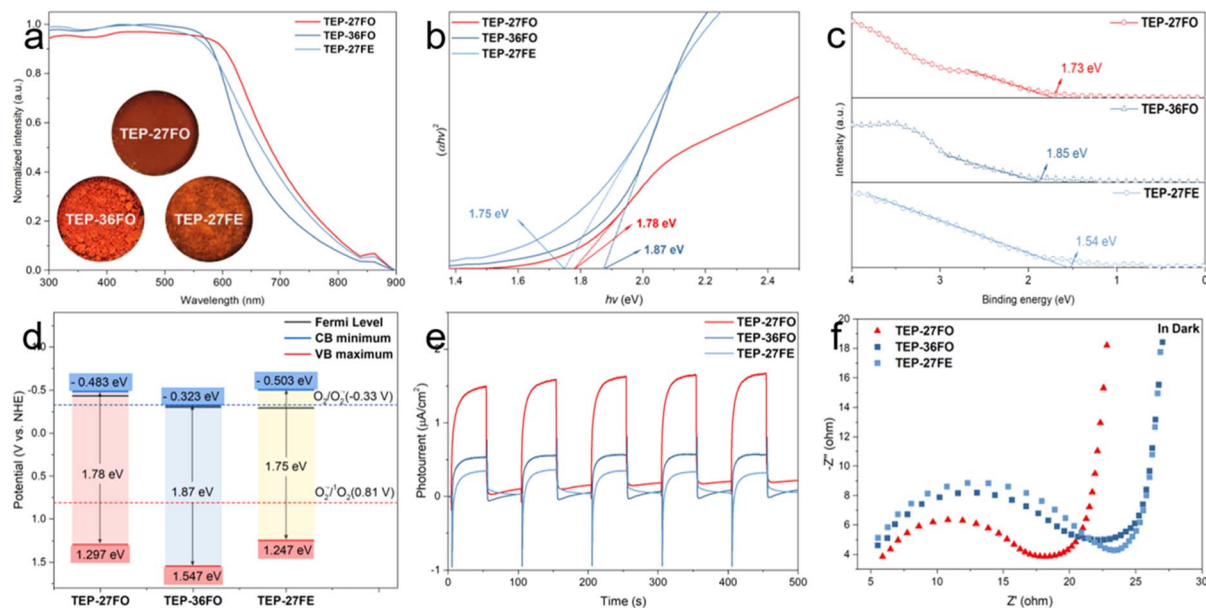 a
TEP-27FO
TEP-36FO
TEP-27FE
TEP-27FO
TEP-36FO
TEP-27FE
Normalized intensity (a.u.)
1.0
0.8
0.6
0.4
0.2
0.0
300 400 500 600 700 800 900
Wavelength (nm)
b
TEP-27FO
TEP-36FO
TEP-27FE
(αhν)²
1.75 eV
1.78 eV
1.87 eV
1.4 1.6 1.8 2.0 2.2 2.4
hν (eV)
c
TEP-27FO
1.73 eV
TEP-36FO
1.85 eV
TEP-27FE
1.54 eV
Intensity (a.u.)
4 3 2 1 0
Binding energy (eV)
d
Fermi Level
CB minimum
VB maximum
Potential (V vs. NHE)
-0.5
0.0
0.5
1.0
1.5
- 0.483 eV
- 0.323 eV
- 0.503 eV
O₂/O₂⁻(-0.33 V)
1.78 eV
1.87 eV
1.75 eV
O₂⁻/¹O₂(0.81 V)
1.297 eV
1.547 eV
1.247 eV
TEP-27FO TEP-36FO TEP-27FE
e
TEP-27FO
TEP-36FO
TEP-27FE
Photourrent (μA/cm²)
2
1
0
-1
0 100 200 300 400 500
Time (s)
f
In Dark
TEP-27FO
TEP-36FO
TEP-27FE
-Z'' (ohm)
20
18
16
14
12
10
8
6
4
5 10 15 20 25 30
Z' (ohm)